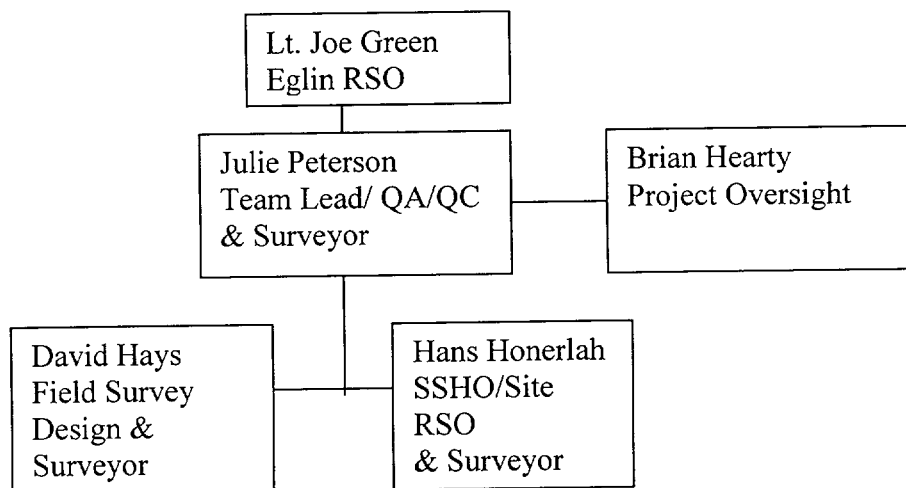 Lt. Joe Green
Eglin RSO
Julie Peterson
Team Lead/ QA/QC
& Surveyor
Brian Hearty
Project Oversight
David Hays
Field Survey
Design &
Surveyor
Hans Honerlah
SSHO/Site
RSO
& Surveyor